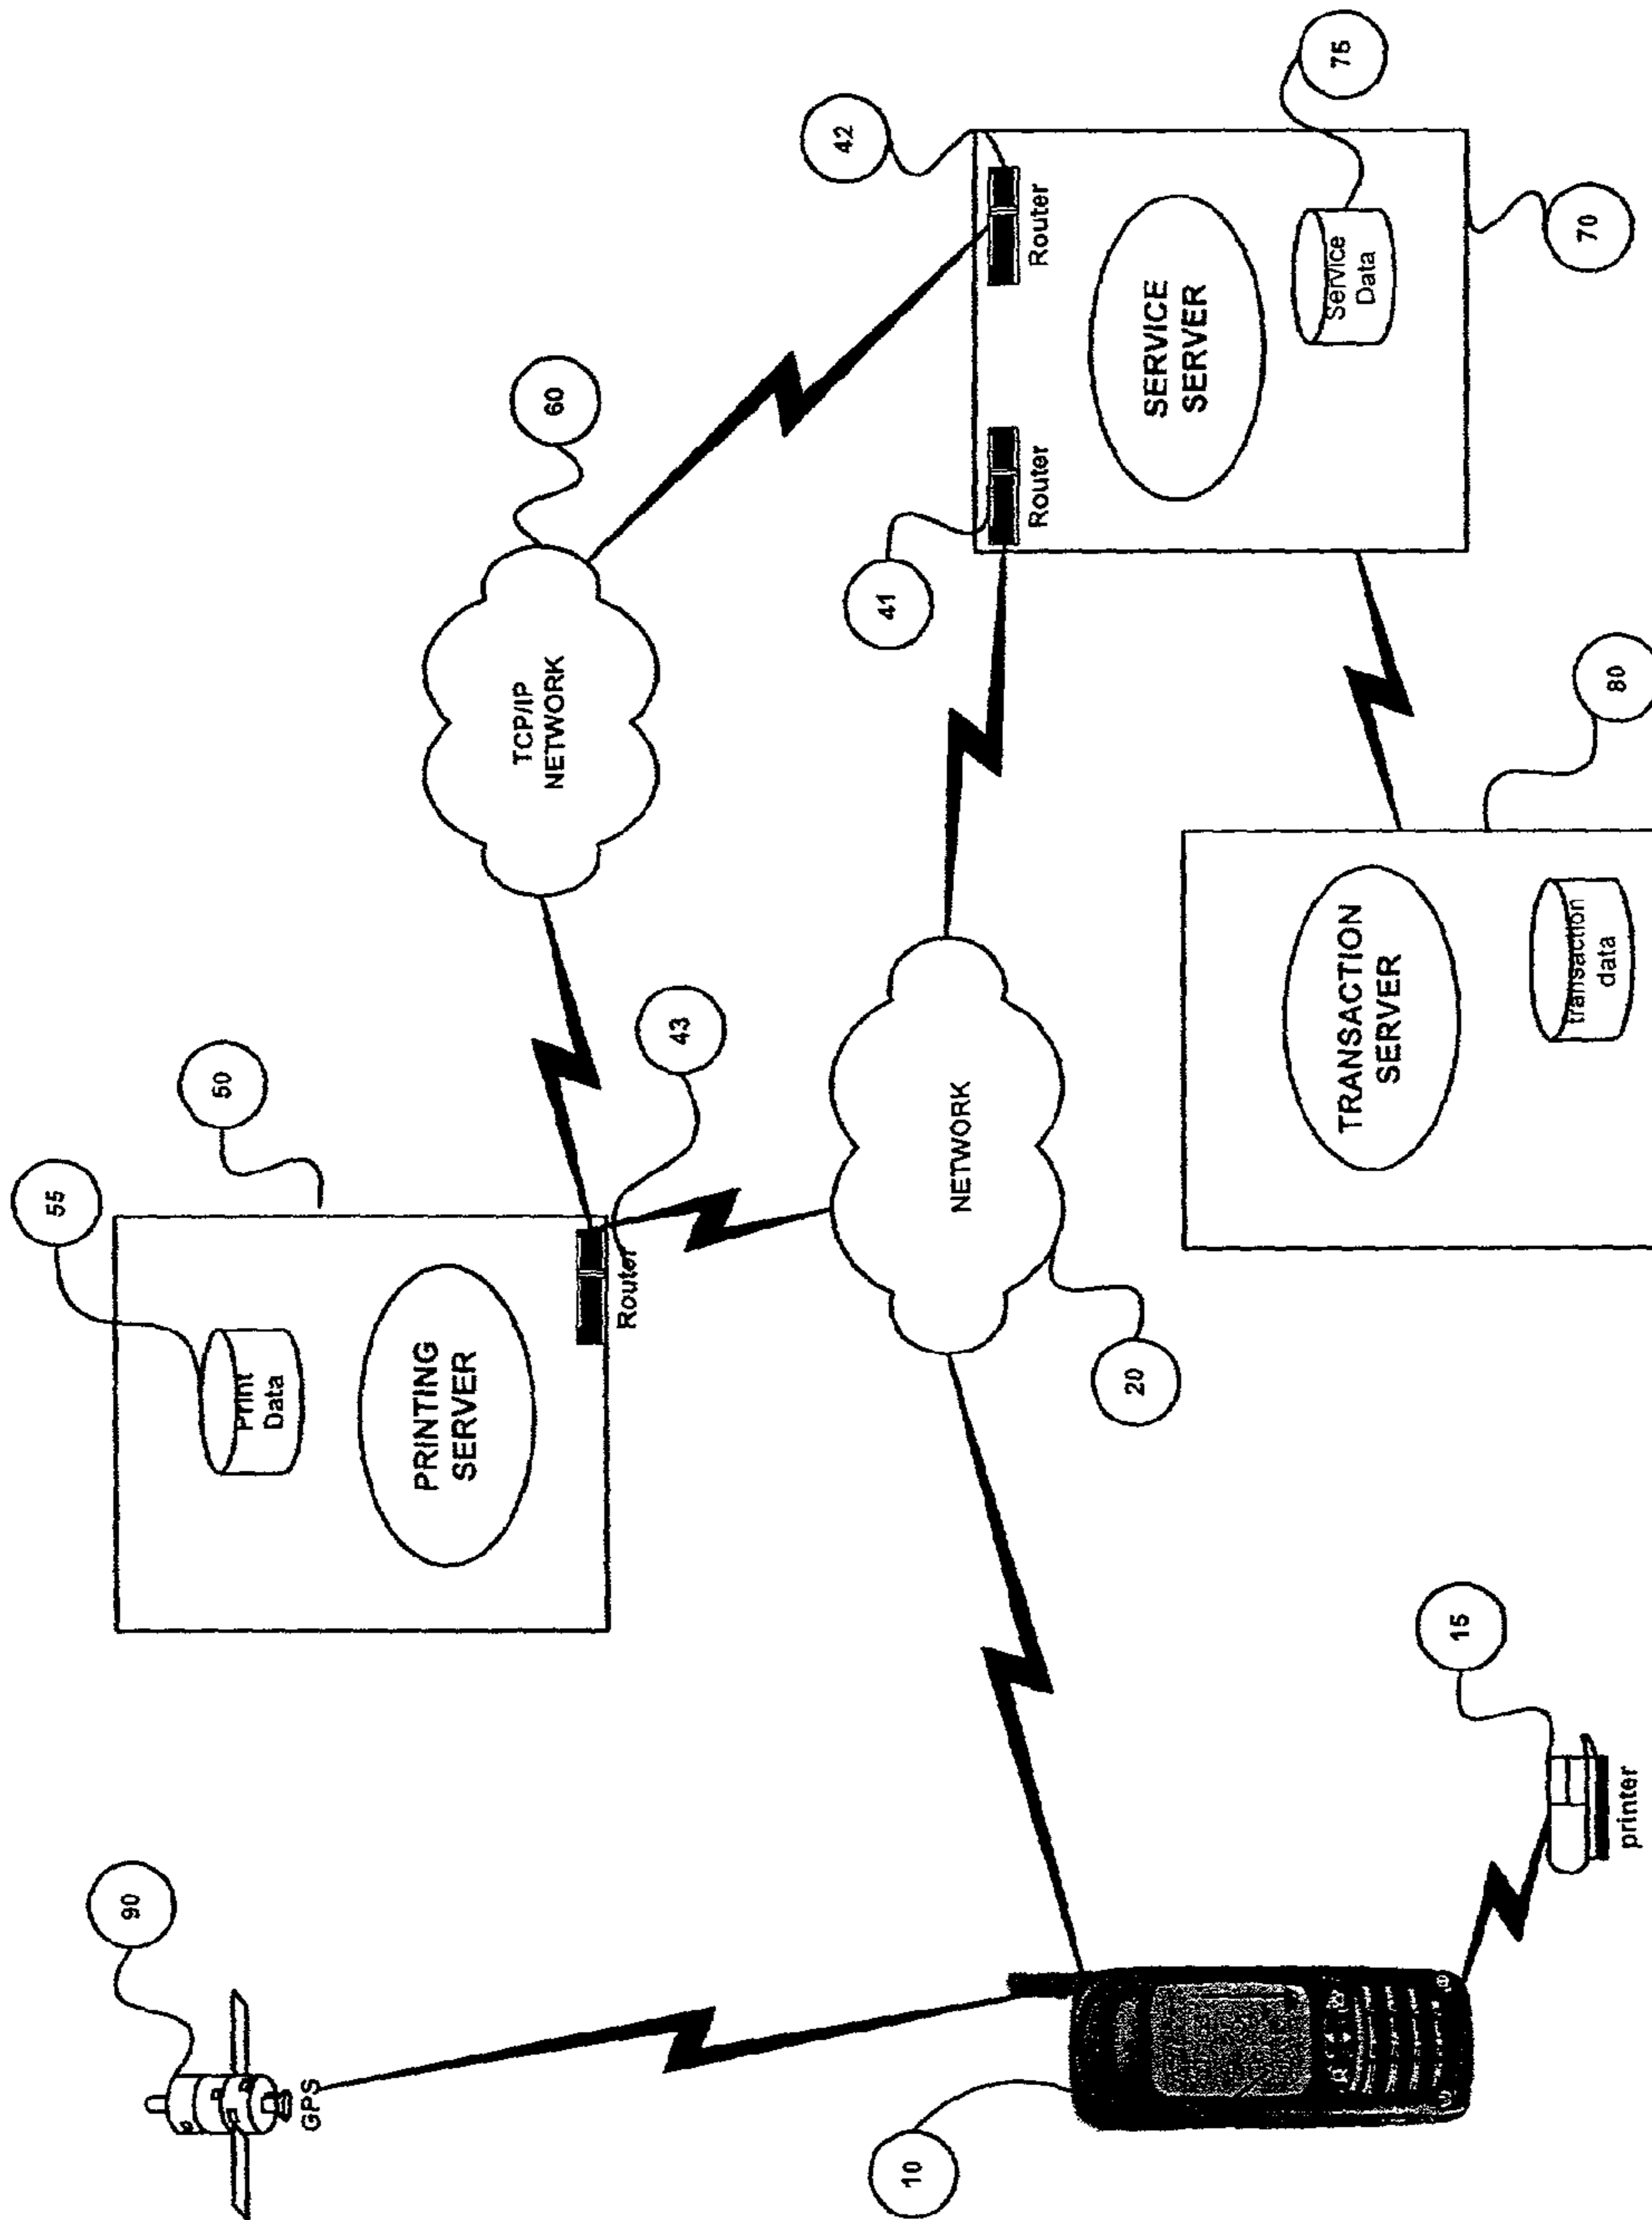 55
90
50
Print
Data
GPS
PRINTING
SERVER
TCP/IP
NETWORK
60
Router
43
42
41
10
NETWORK
Router
Router
20
SERVICE
SERVER
Service
Data
75
TRANSACTION
SERVER
15
transaction
data
70
80
printer